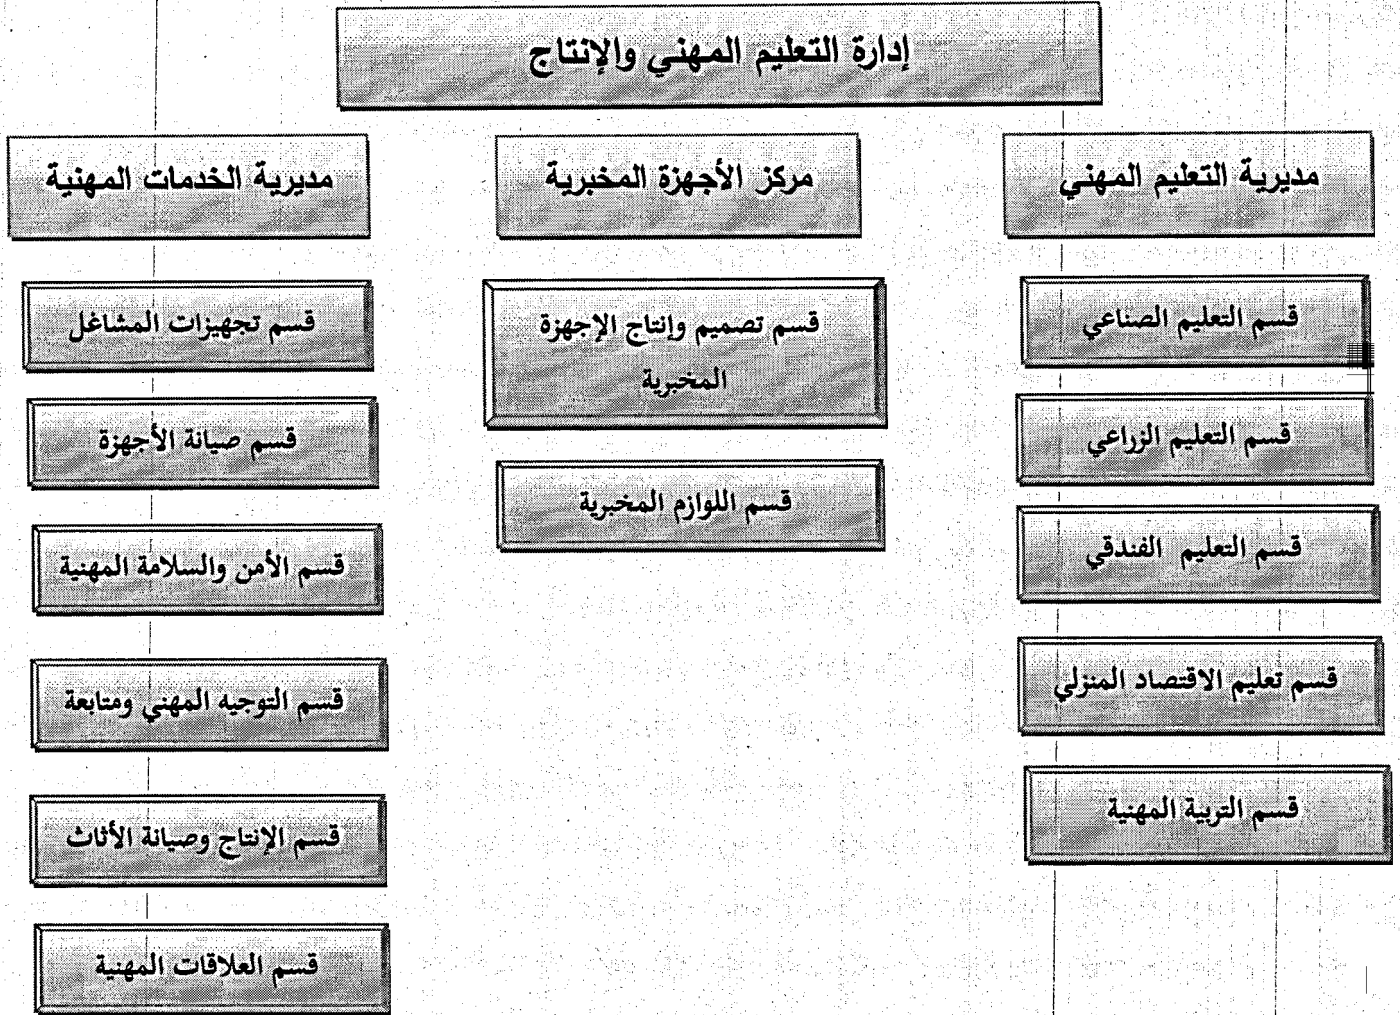 إدارة التعليم المهني والإنتاج
مديرية التعليم المهني
مركز الأجهزة المخبرية
مديرية الخدمات المهنية
قسم التعليم الصناعي
قسم التعليم الزراعي
قسم التعليم الفندقي
قسم تعليم الاقتصاد المنزلي
قسم التربية المهنية
قسم تصميم وإنتاج الإجهزة
المخبرية
قسم اللوازم المخبرية
قسم تجهيزات المشاغل
قسم صيانة الأجهزة
قسم الأمن والسلامة المهنية
قسم التوجيه المهني ومتابعة
قسم الإنتاج وصيانة الأثاث
قسم العلاقات المهنية